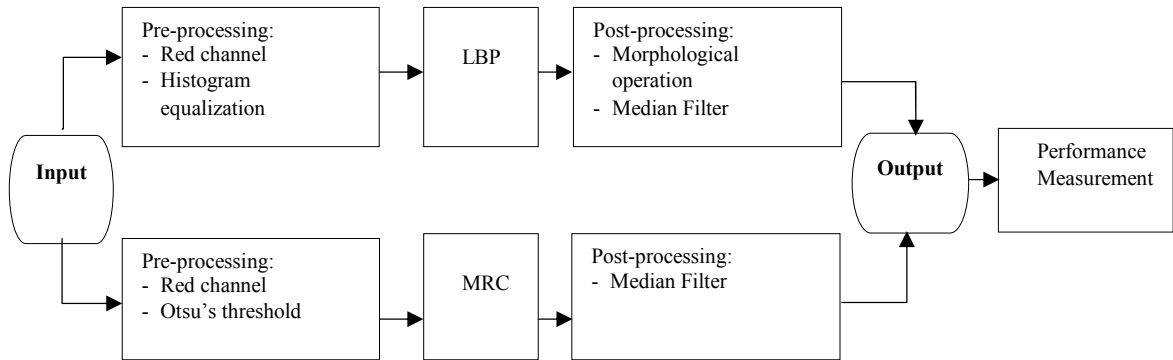 Pre-processing:
- Red channel
- Histogram
equalization
LBP
Post-processing:
- Morphological
operation
- Median Filter
Input
Output
Performance
Measurement
Pre-processing:
- Red channel
- Otsu’s threshold
MRC
Post-processing:
- Median Filter